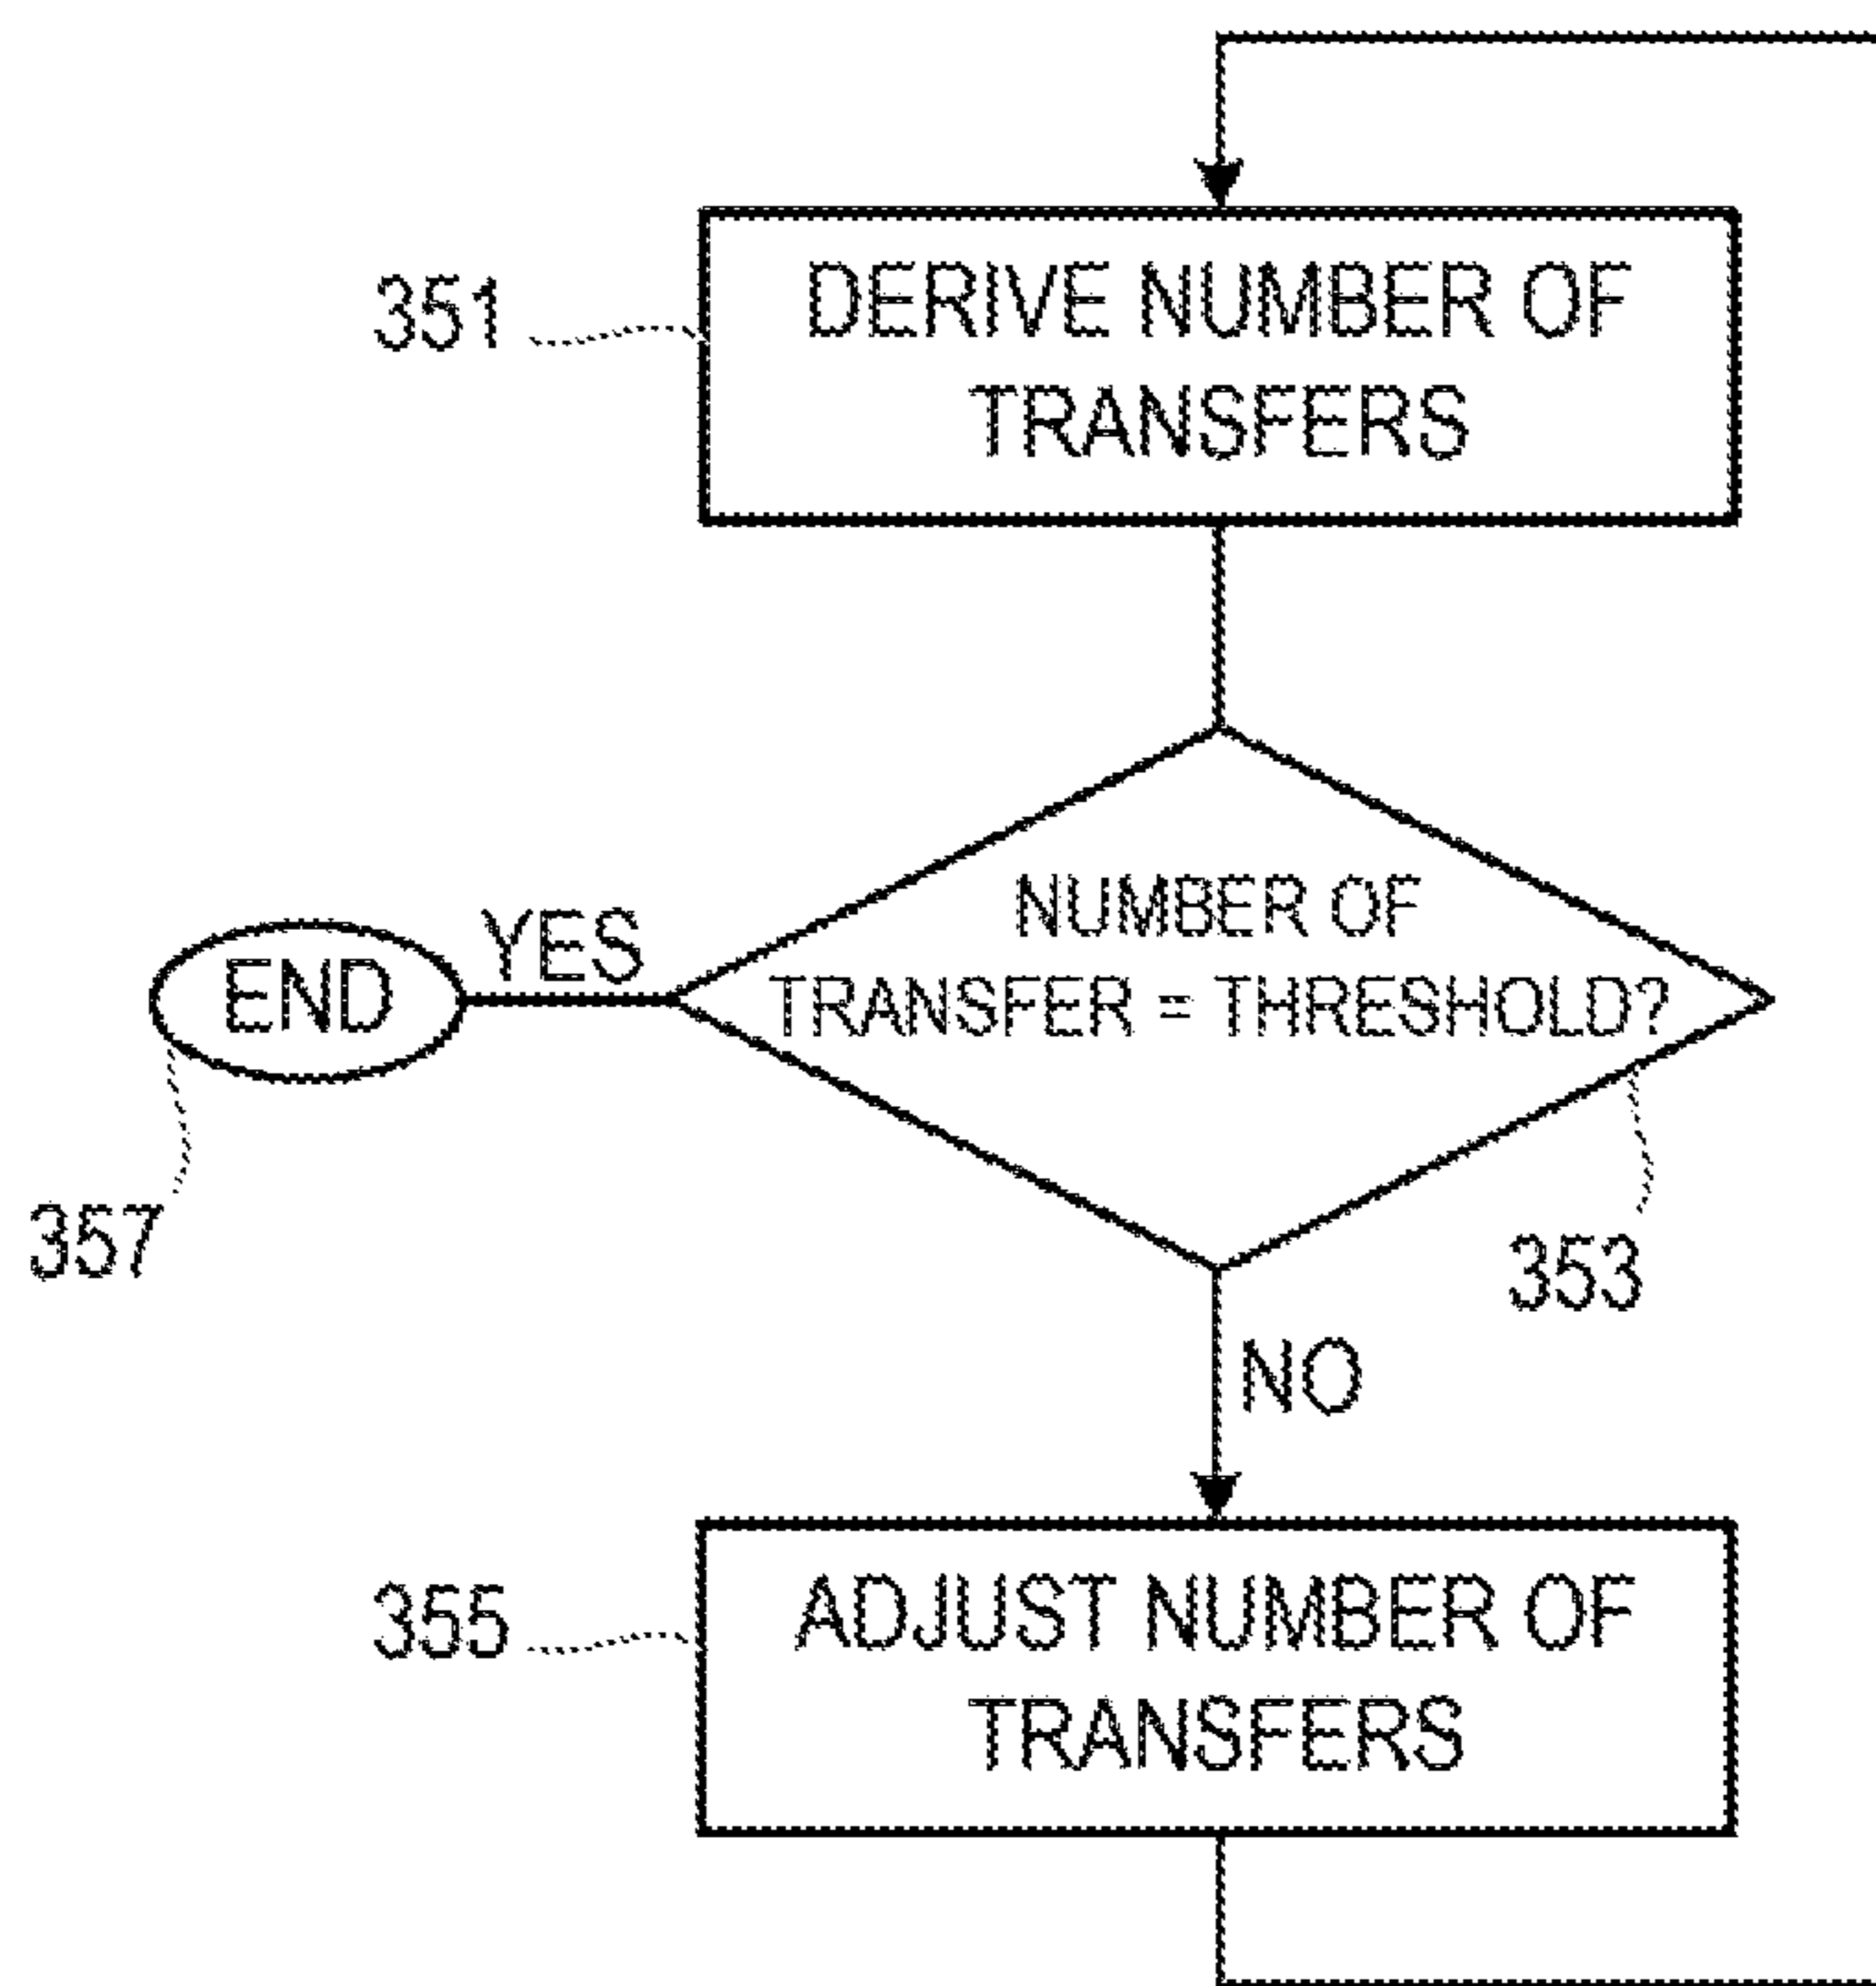 351
DERIVE NUMBER OF
TRANSFERS
NUMBER OF
TRANSFER = THRESHOLD?
YES
END
357
353
NO
355
ADJUST NUMBER OF
TRANSFERS